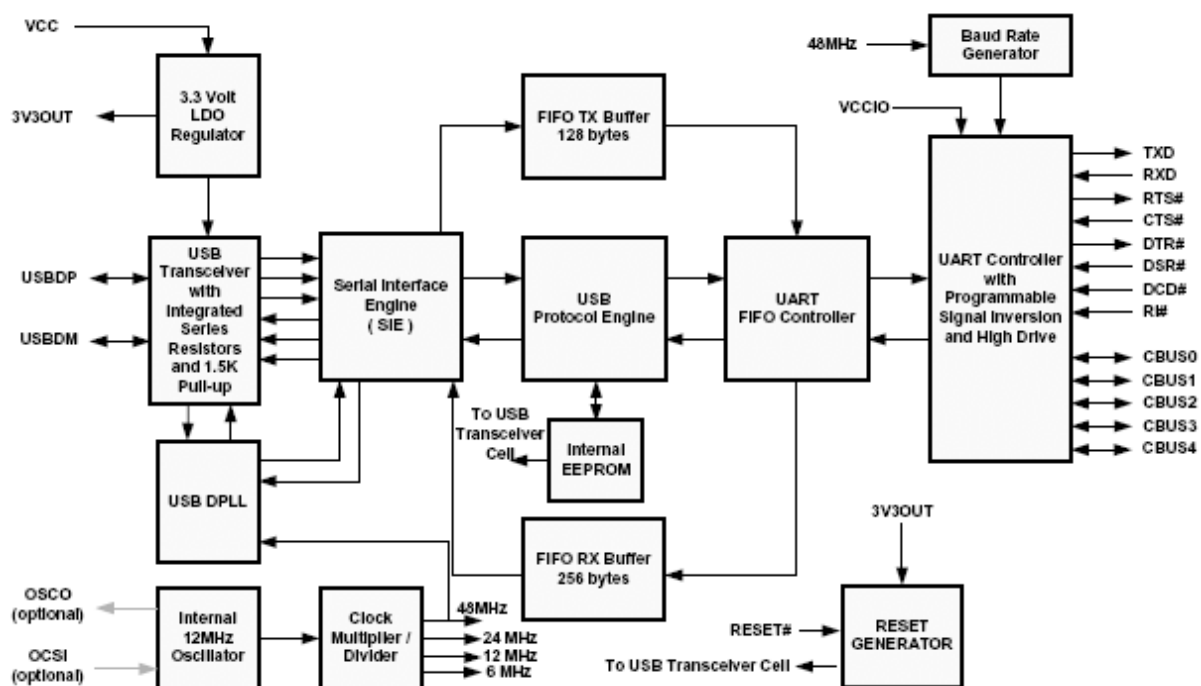 VCC
3V3OUT
3.3 Volt
LDO
Regulator
FIFO TX Buffer
128 bytes
48MHz
Baud Rate
Generator
VCCIO
USBDP
USBDM
USB
Transceiver
with
Integrated
Series
Resistors
and 1.5K
Pull-up
Serial Interface
Engine
( SIE )
USB
Protocol Engine
UART
FIFO Controller
UART Controller
with
Programmable
Signal Inversion
and High Drive
TXD
RXD
RTS#
CTS#
DTR#
DSR#
DCD#
RI#
CBUS0
CBUS1
CBUS2
CBUS3
CBUS4
To USB
Transceiver
Cell
Internal
EEPROM
USB DPLL
FIFO RX Buffer
256 bytes
3V3OUT
OSCO
(optional)
OCSI
(optional)
Internal
12MHz
Oscillator
Clock
Multiplier /
Divider
48MHz
24 MHz
12 MHz
6 MHz
RESET#
To USB Transceiver Cell
RESET
GENERATOR